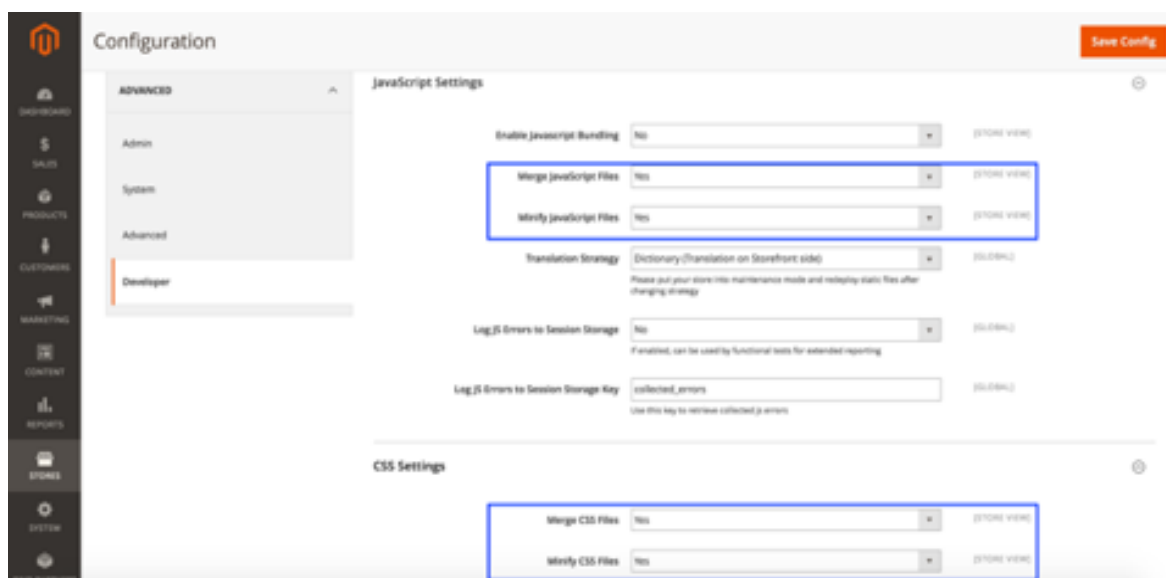 Configuration
Save Config
DASHBOARD
SALES
PRODUCTS
CUSTOMERS
MARKETING
CONTENT
REPORTS
STORES
SYSTEM
ADVANCED
Admin
System
Advanced
Developer
JavaScript Settings
Enable Javascript Bundling No [STORE VIEW]
Merge JavaScript Files Yes [STORE VIEW]
Minify JavaScript Files Yes [STORE VIEW]
Translation Strategy Dictionary (Translation on Storefront side) [GLOBAL]
Please put your store into maintenance mode and redeploy static files after
changing strategy
Log JS Errors to Session Storage No [GLOBAL]
If enabled, can be used by functional tests for extended reporting
Log JS Errors to Session Storage Key collected_errors [GLOBAL]
Use this key to retrieve collected js errors
CSS Settings
Merge CSS Files Yes [STORE VIEW]
Minify CSS Files Yes [STORE VIEW]